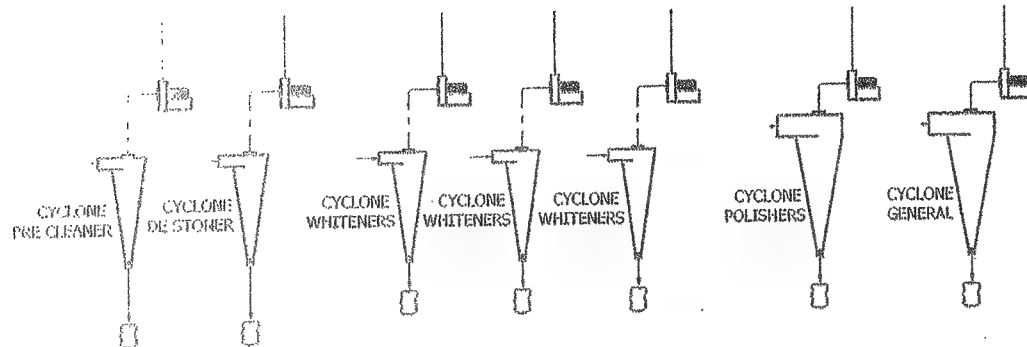 CYCLONE
PRE CLEANER
CYCLONE
DE STONER
CYCLONE
WHITENERS
CYCLONE
WHITENERS
CYCLONE
WHITENERS
CYCLONE
POLISHERS
CYCLONE
GENERAL